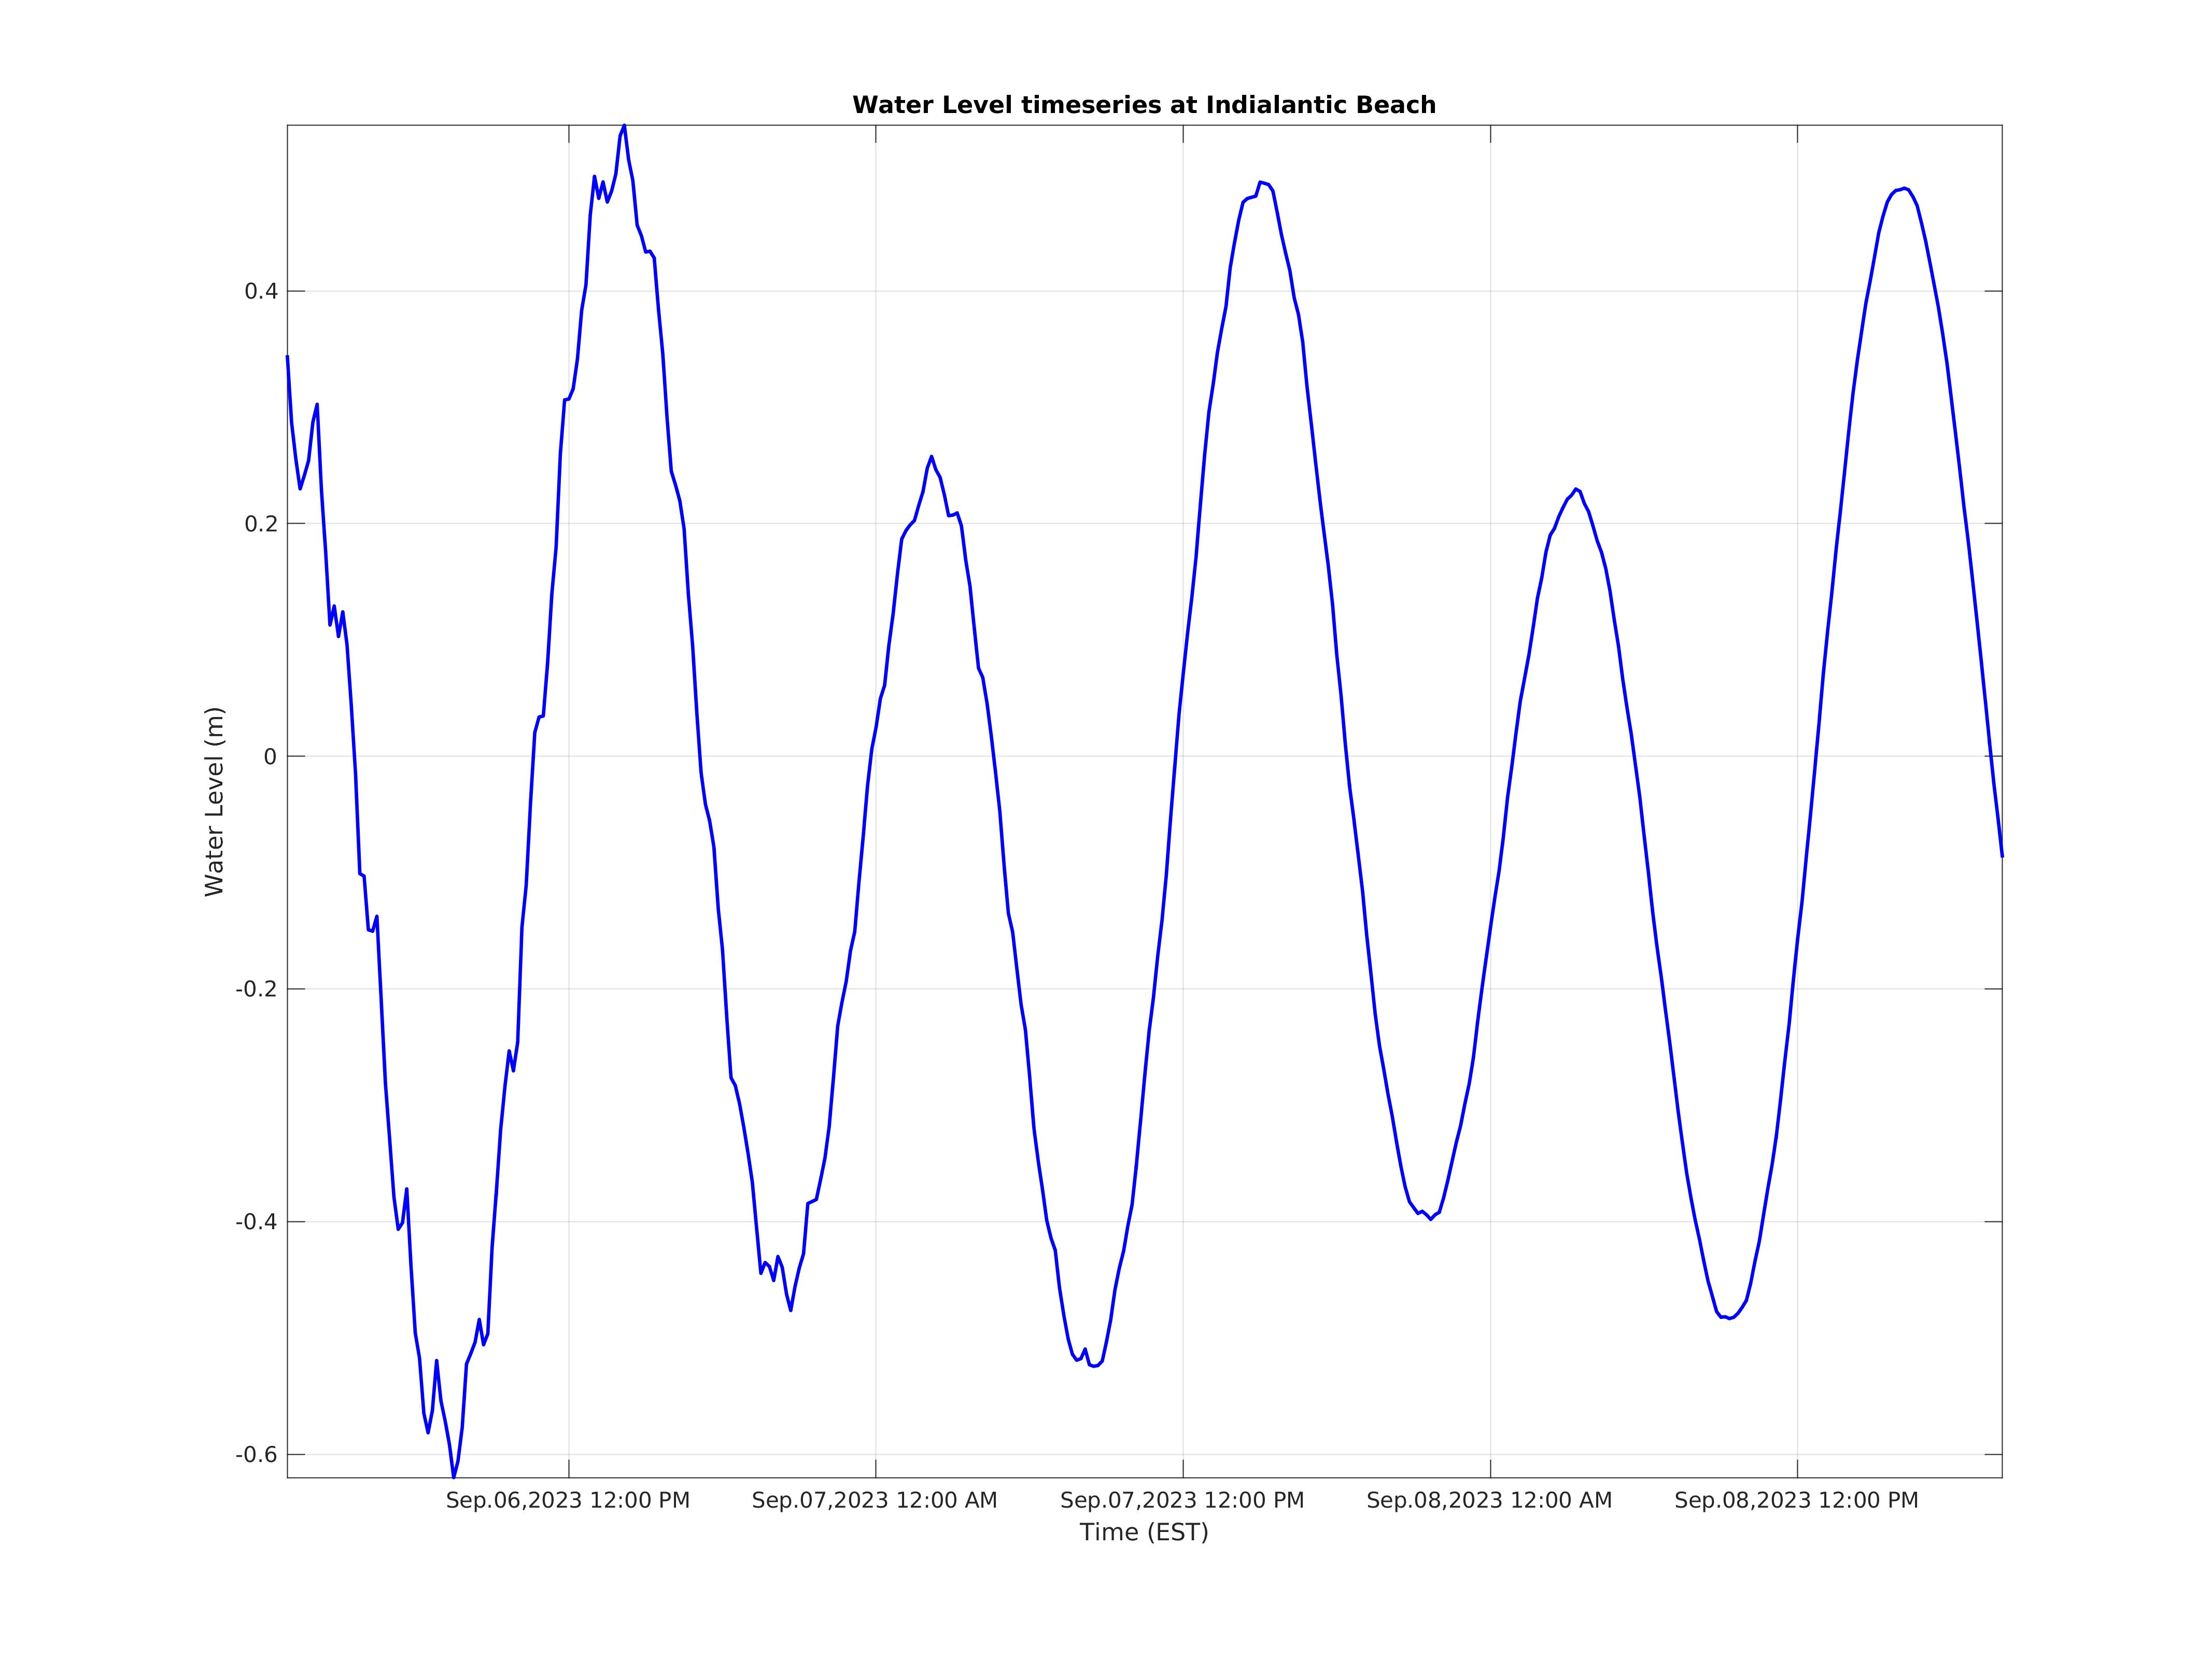 Water Level timeseries at Indialantic Beach
0.4
0.2
0
-0.2
-0.4
-0.6
Water Level (m)
Sep.06,2023 12:00 PM
Sep.07,2023 12:00 AM
Sep.07,2023 12:00 PM
Sep.08,2023 12:00 AM
Sep.08,2023 12:00 PM
Time (EST)